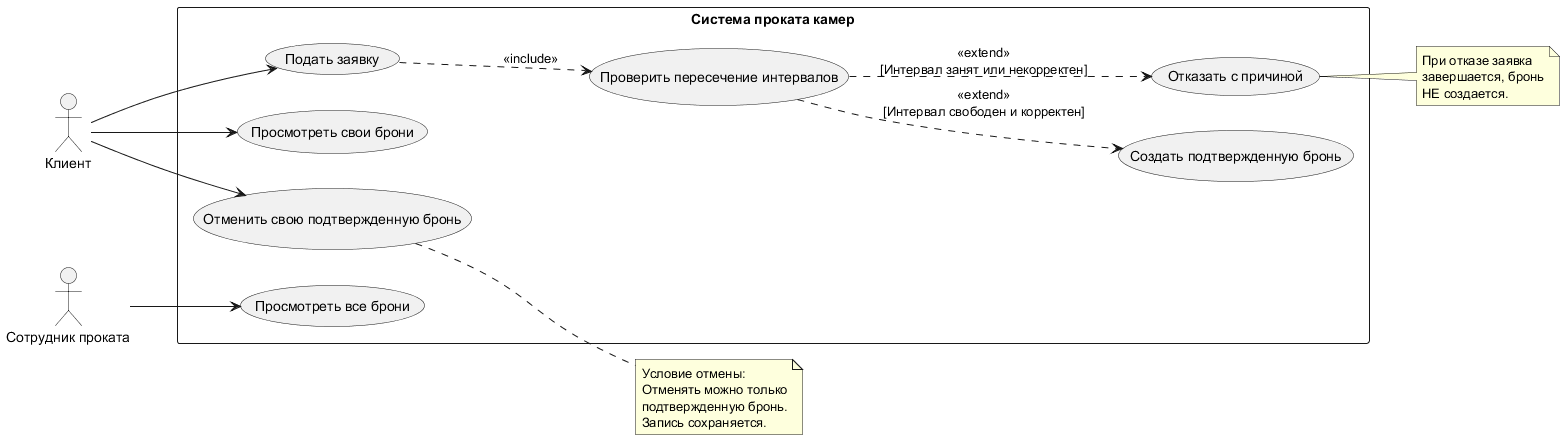 Система проката камер
Подать заявку
«include»
Проверить пересечение интервалов
«extend»
[Интервал занят или некорректен]
Отказать с причиной
При отказе заявка
завершается, бронь
НЕ создается.
«extend»
[Интервал свободен и корректен]
Создать подтвержденную бронь
Клиент
Просмотреть свои брони
Отменить свою подтвержденную бронь
Сотрудник проката
Просмотреть все брони
Условие отмены:
Отменять можно только
подтвержденную бронь.
Запись сохраняется.